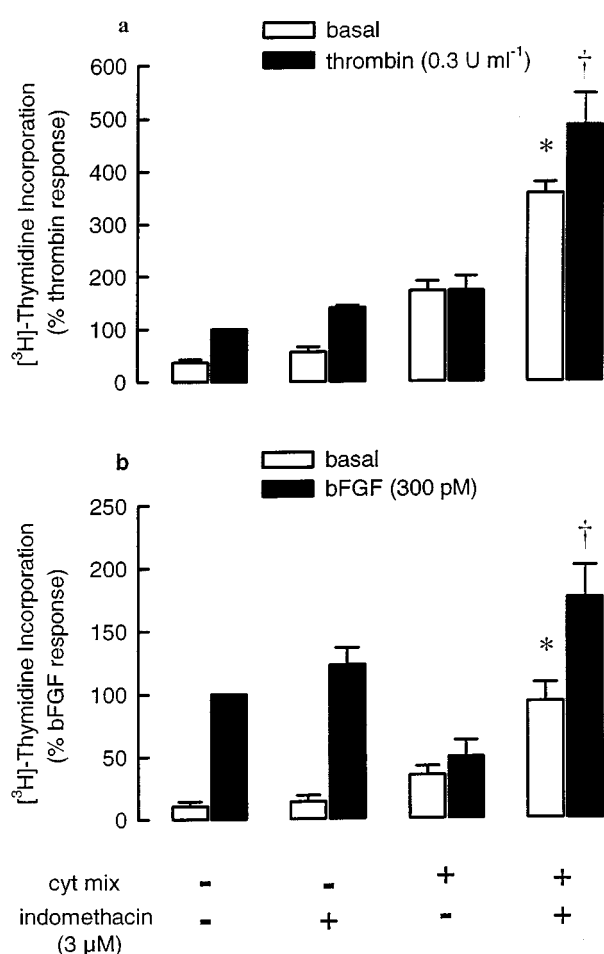 a
basal
thrombin (0.3 U ml⁻¹)
[³H]-Thymidine Incorporation
(% thrombin response)
600
500
400
300
200
100
0
*
†
b
basal
bFGF (300 pM)
[³H]-Thymidine Incorporation
(% bFGF response)
250
200
150
100
50
0
*
†
cyt mix - - + +
indomethacin - + - +
(3 µM)